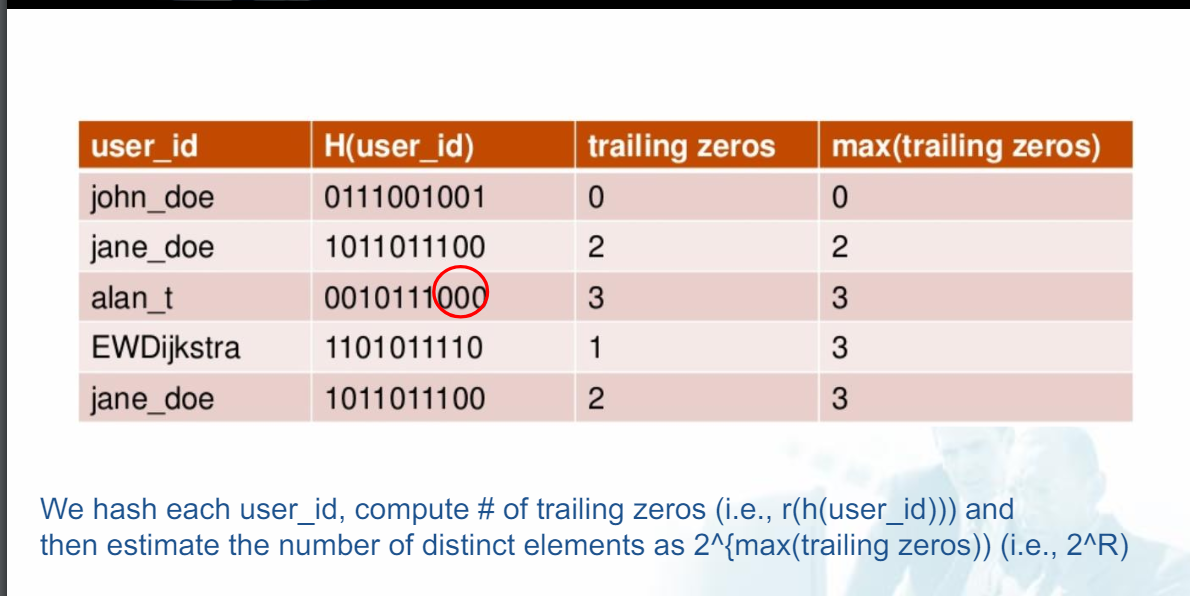 user_id H(user_id) trailing zeros max(trailing zeros)
john_doe 0111001001 0 0
jane_doe 1011011100 2 2
alan_t 0010111000 3 3
EWDijkstra 1101011110 1 3
jane_doe 1011011100 2 3
We hash each user_id, compute # of trailing zeros (i.e., r(h(user_id))) and
then estimate the number of distinct elements as 2^{max(trailing zeros)) (i.e., 2^R)